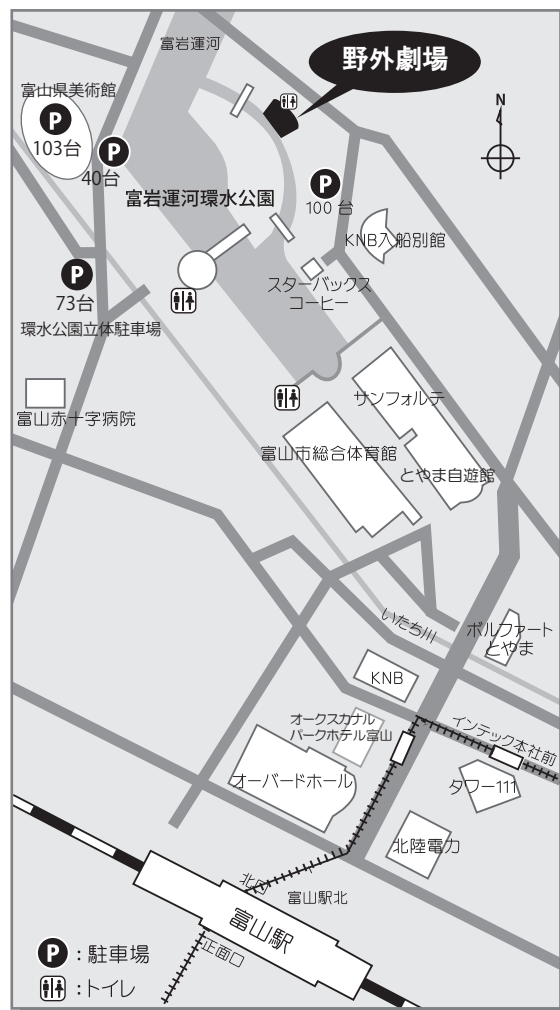 富岩運河
野外劇場
富山県美術館
P
103台
P
40台
N
P
100台
富岩運河環水公園
KNB入船別館
P
73台
スターバックス
コーヒー
環水公園立体駐車場
富山赤十字病院
サンフォルテ
富山市総合体育館
とやま自遊館
いたち川
ボルファート
とやま
KNB
オークスカナル
パークホテル富山
インテック本社前
オーバードホール
タワー111
北陸電力
北口
富山駅北
富山駅
正面口
P：駐車場
：トイレ